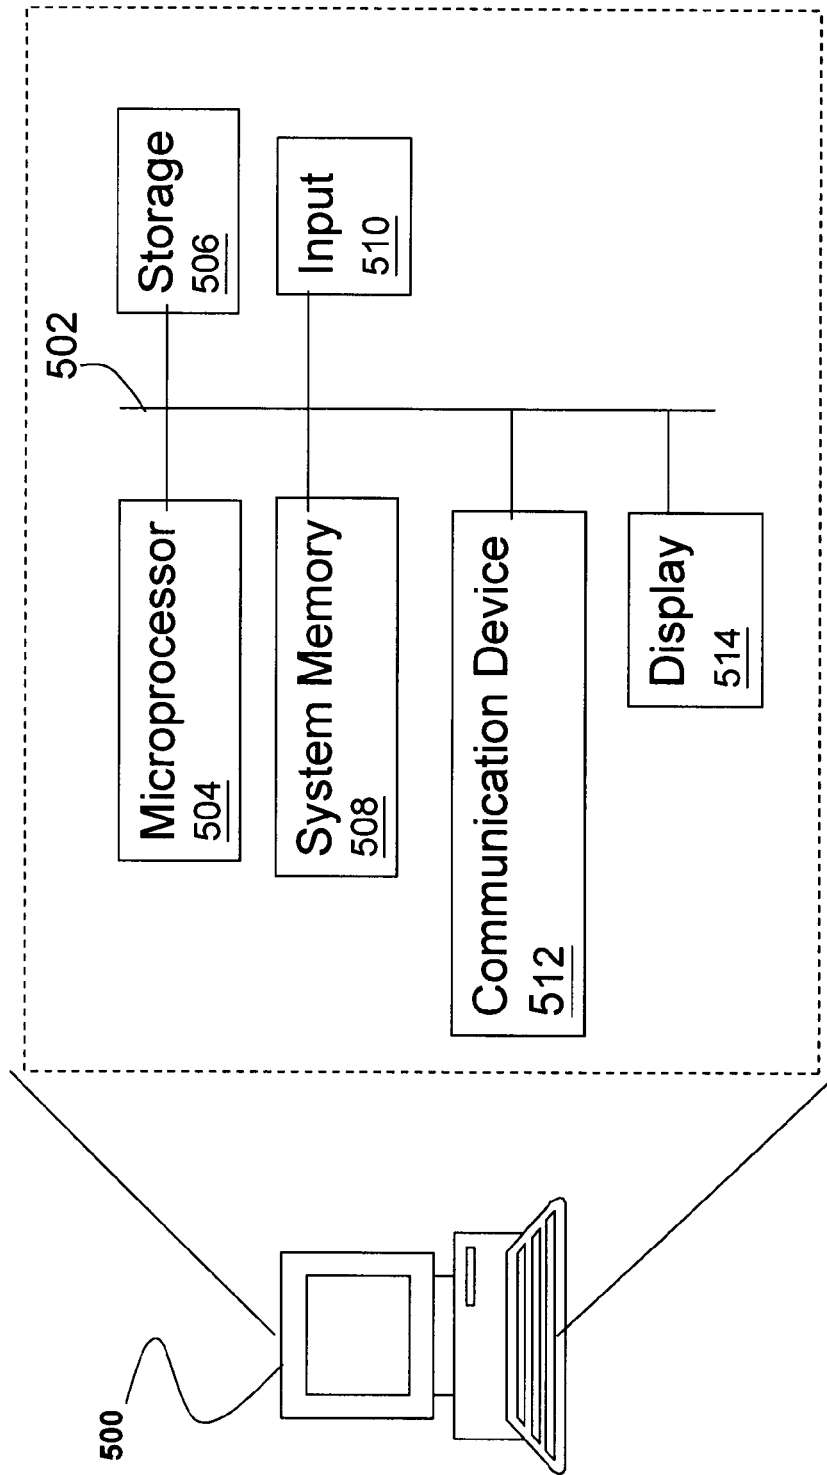 500
502
Microprocessor
504
Storage
506
System Memory
508
Input
510
Communication Device
512
Display
514